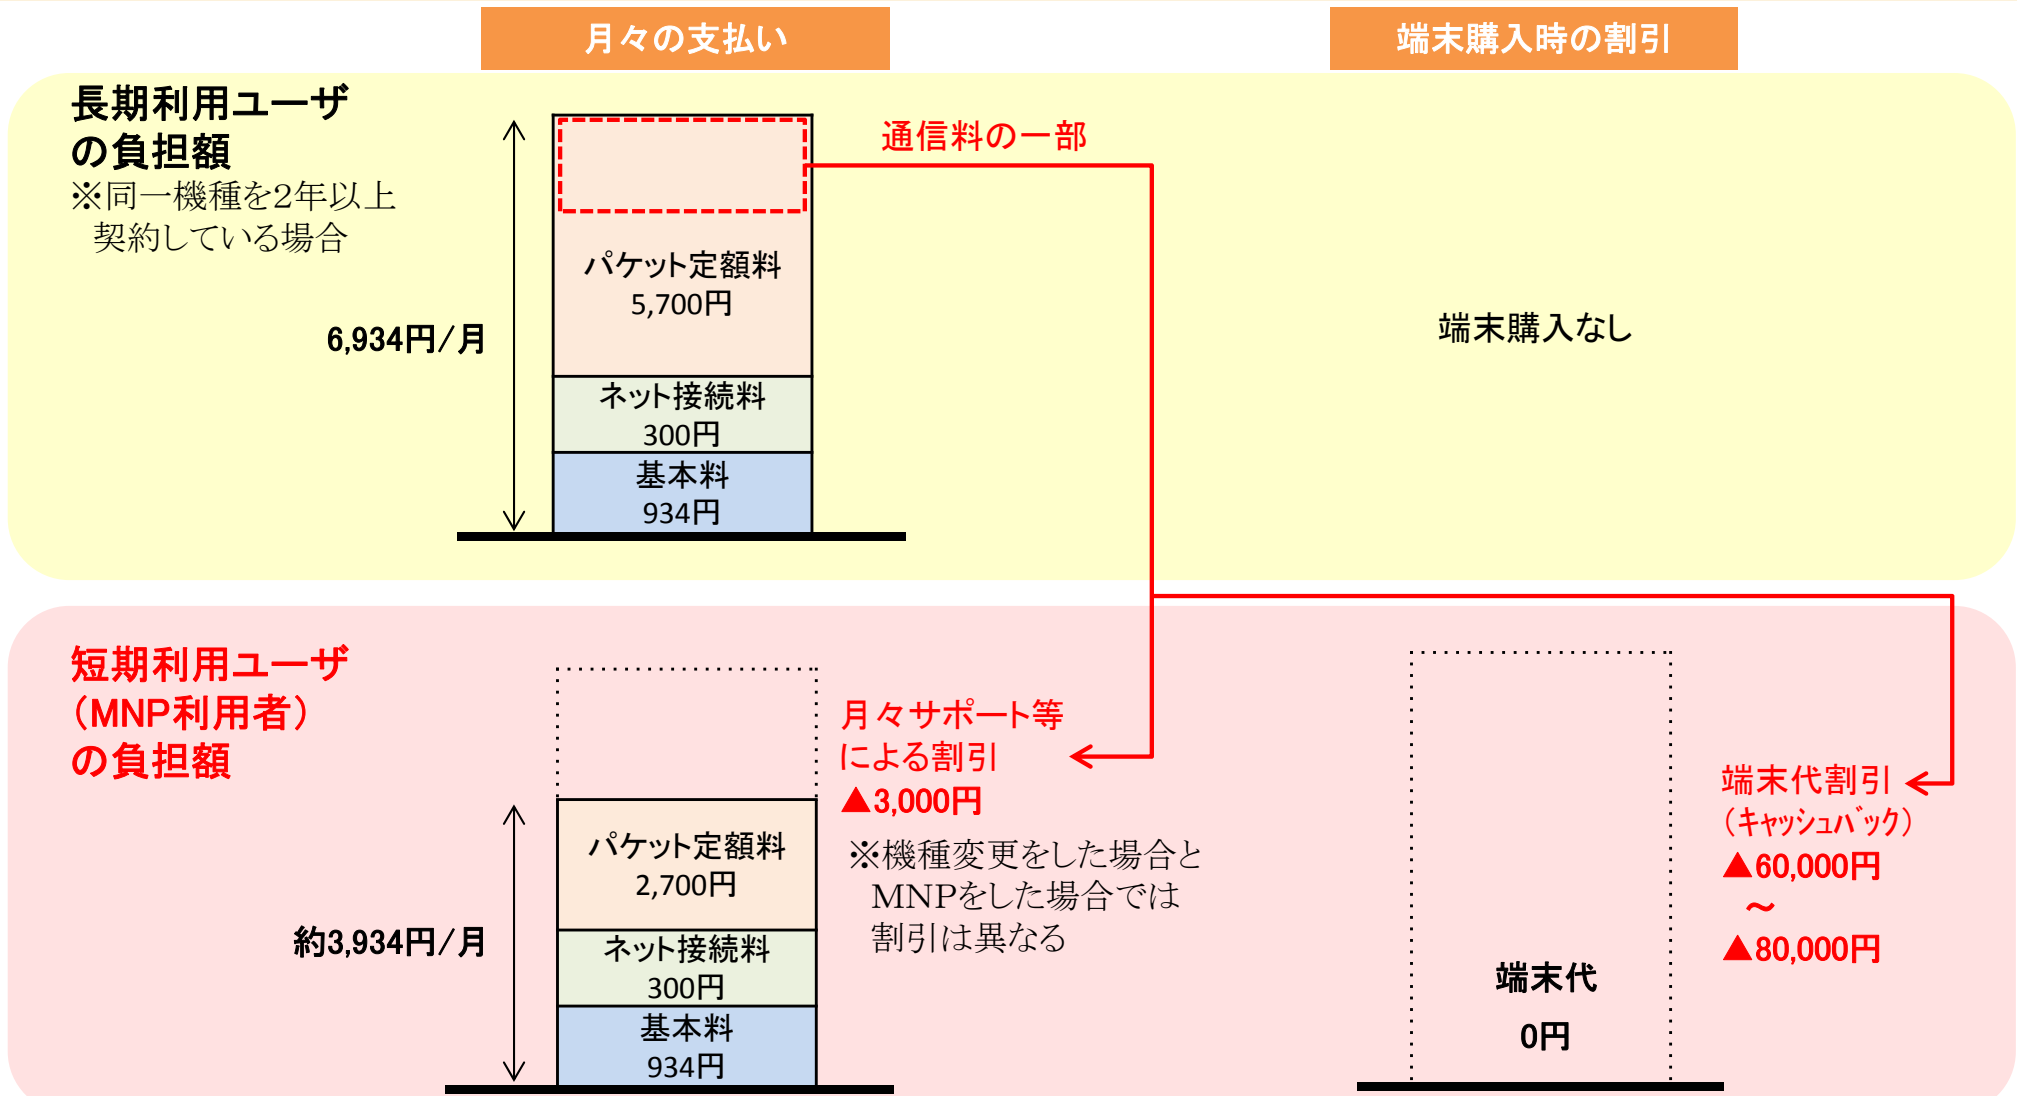 月々の支払い
端末購入時の割引
長期利用ユーザ
の負担額
※同一機種を2年以上
契約している場合
通信料の一部
パケット定額料
5,700円
6,934円/月
ネット接続料
300円
基本料
934円
端末購入なし
短期利用ユーザ
(MNP利用者)
の負担額
月々サポート等
による割引
▲3,000円
※機種変更をした場合と
MNPをした場合では
割引は異なる
パケット定額料
2,700円
約3,934円/月
ネット接続料
300円
基本料
934円
端末代
0円
端末代割引
(ｷｬｯｼｭﾊﾞｯｸ)
▲60,000円
～
▲80,000円